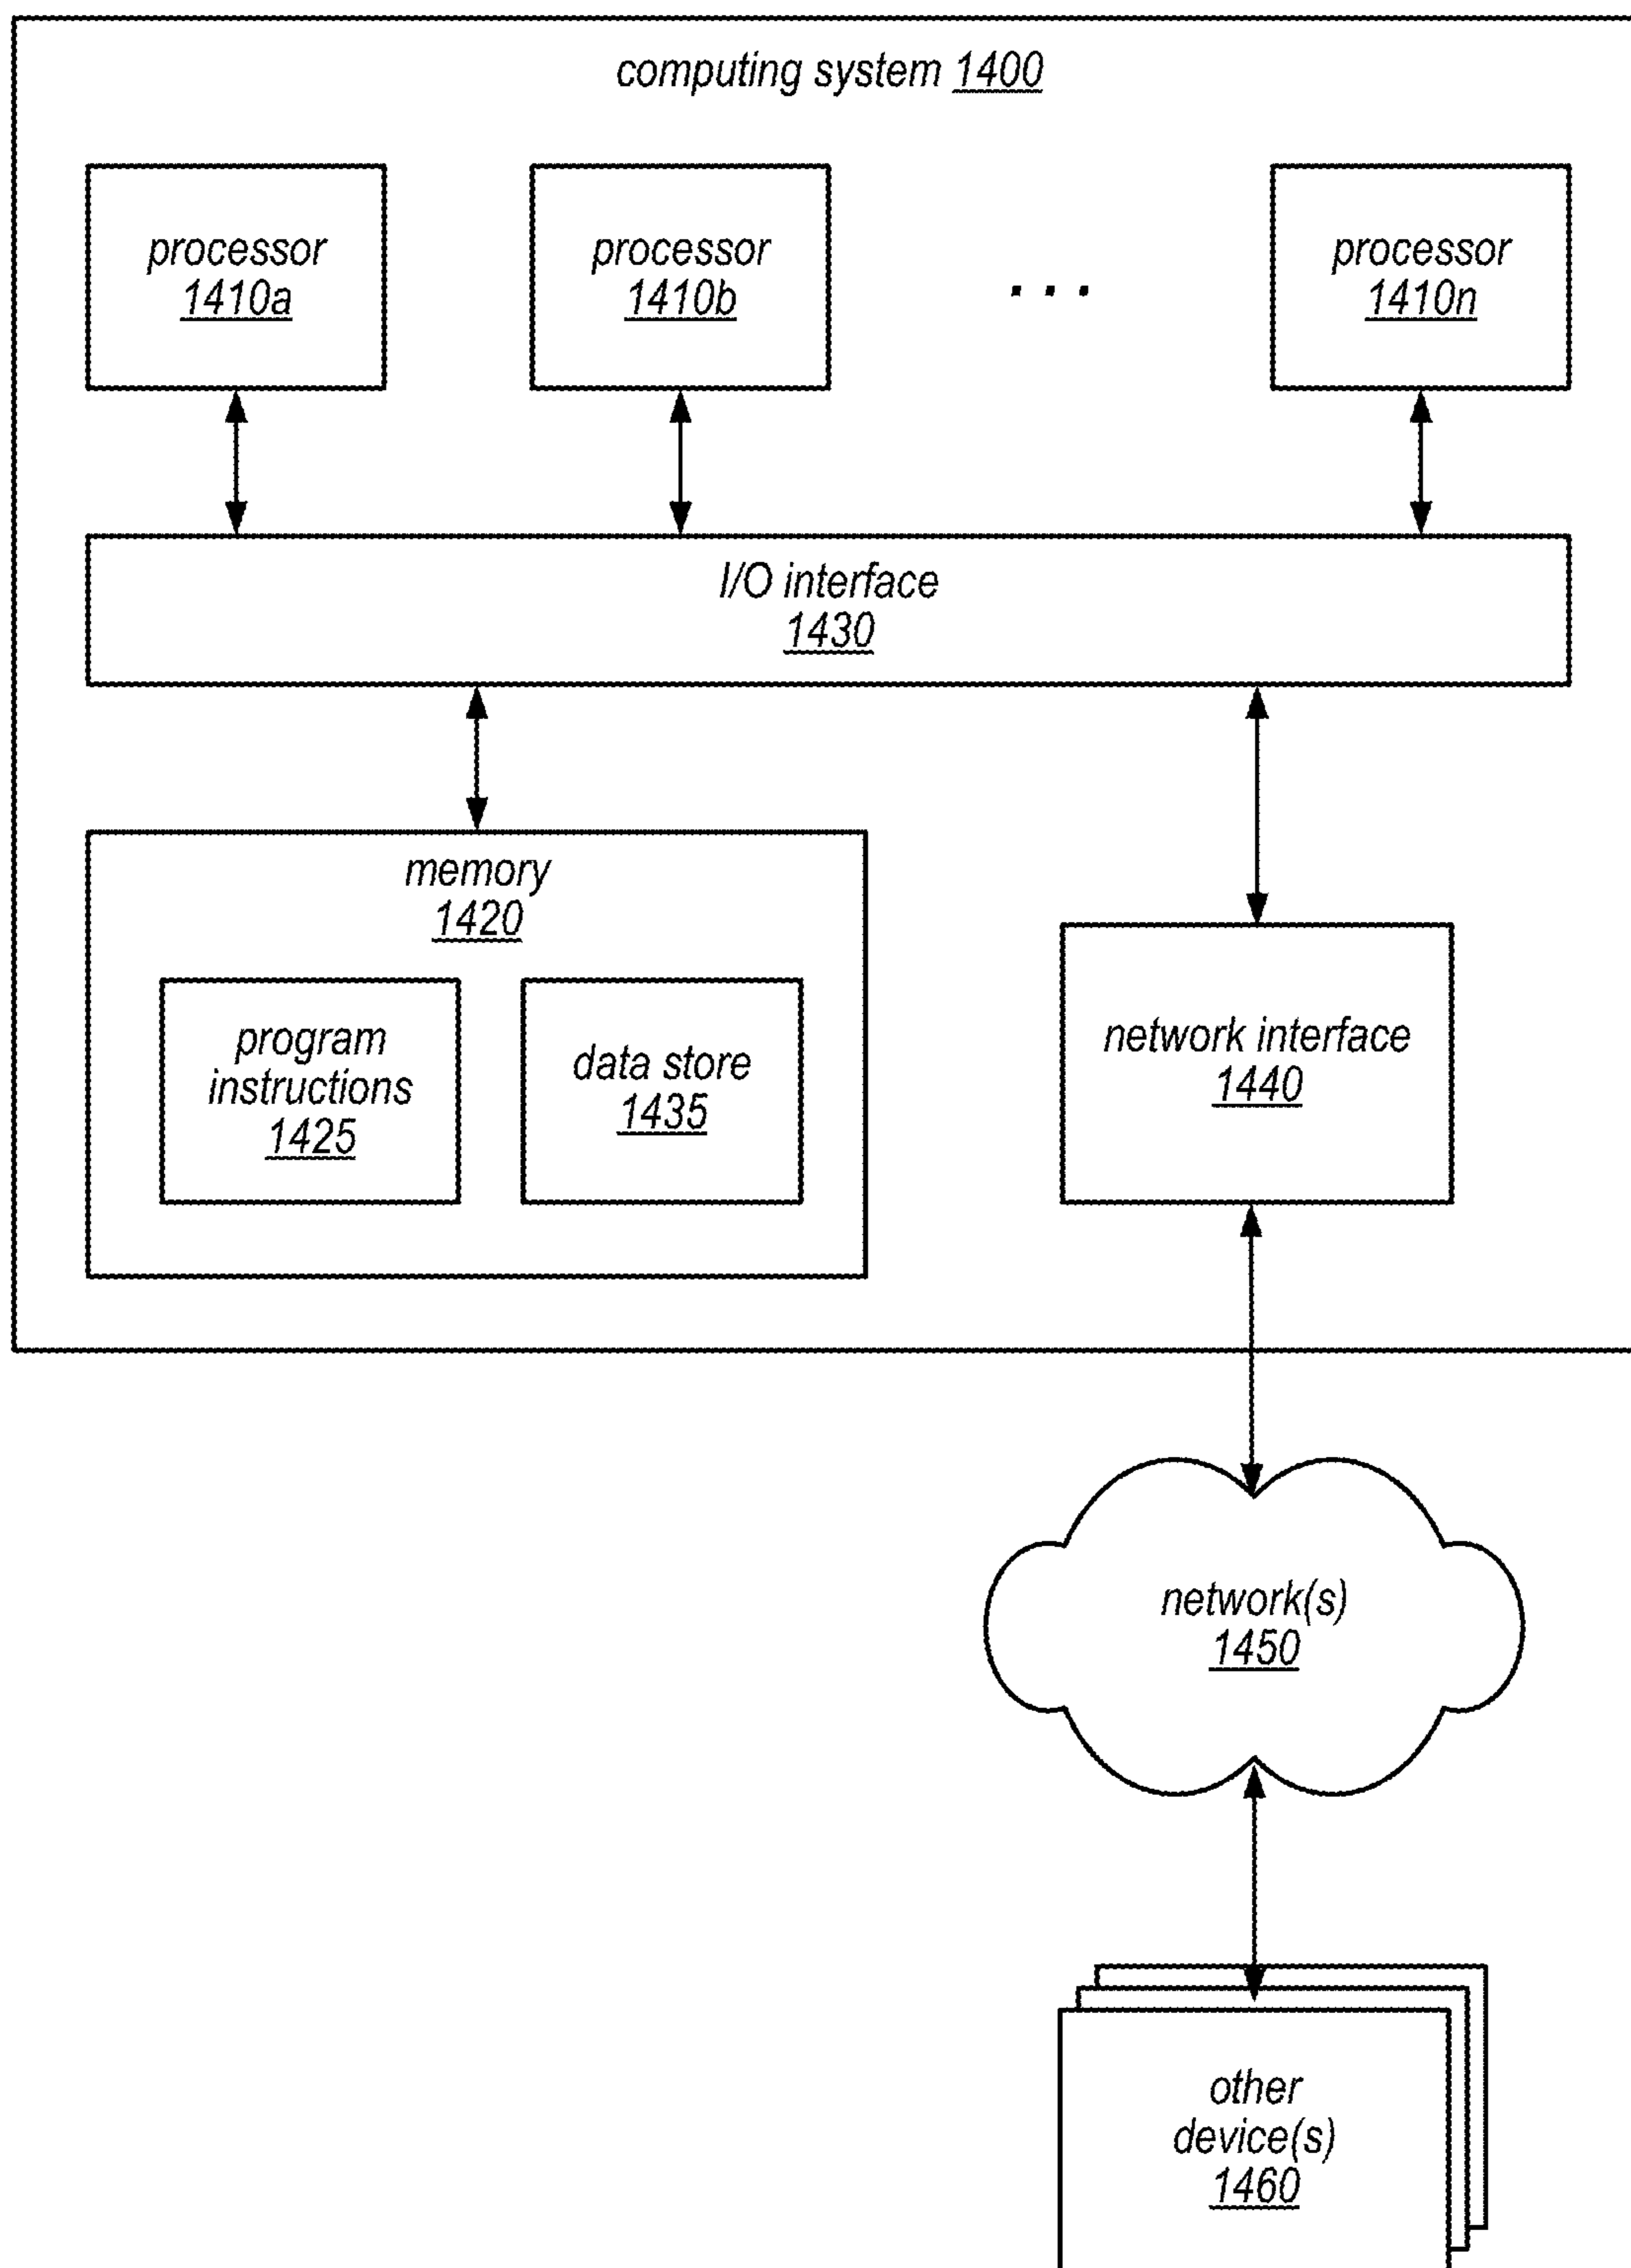 computing system 1400
processor
1410a
processor
1410b
. . .
processor
1410n
I/O interface
1430
memory
1420
program
instructions
1425
data store
1435
network interface
1440
network(s)
1450
other
device(s)
1460